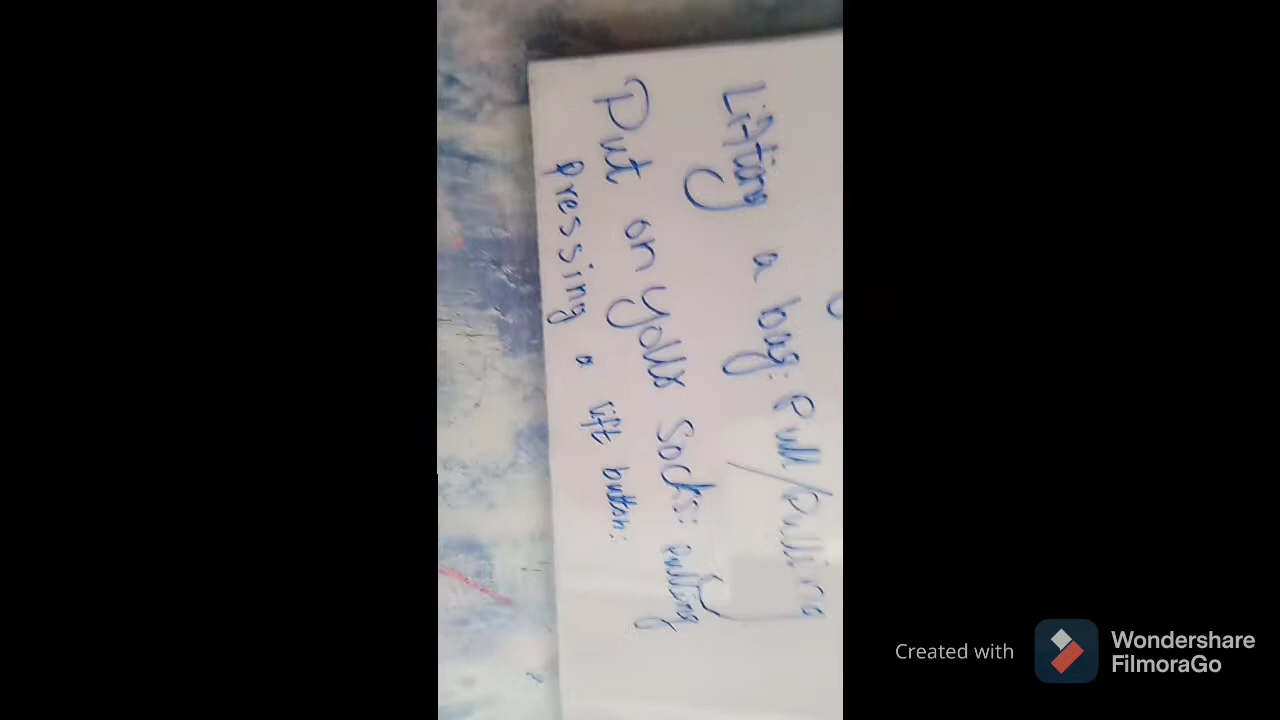 Lifting a bag: Pull/Pulling
Put on your socks: pulling
pressing a lift button:
Created with
Wondershare
FilmoraGo